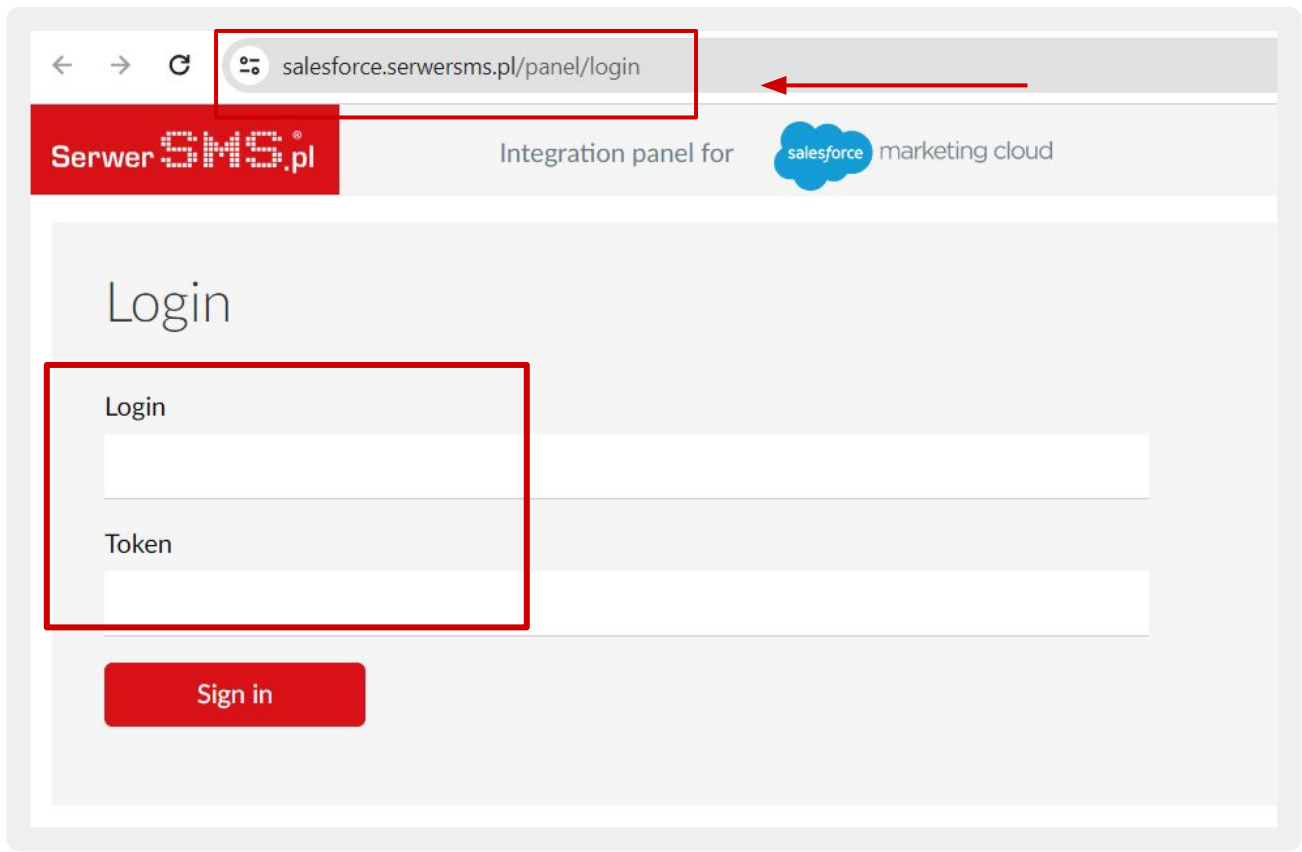 salesforce.serwersms.pl/panel/login
SerwerSMS.pl® Integration panel for salesforce marketing cloud
Login
Login
Token
Sign in